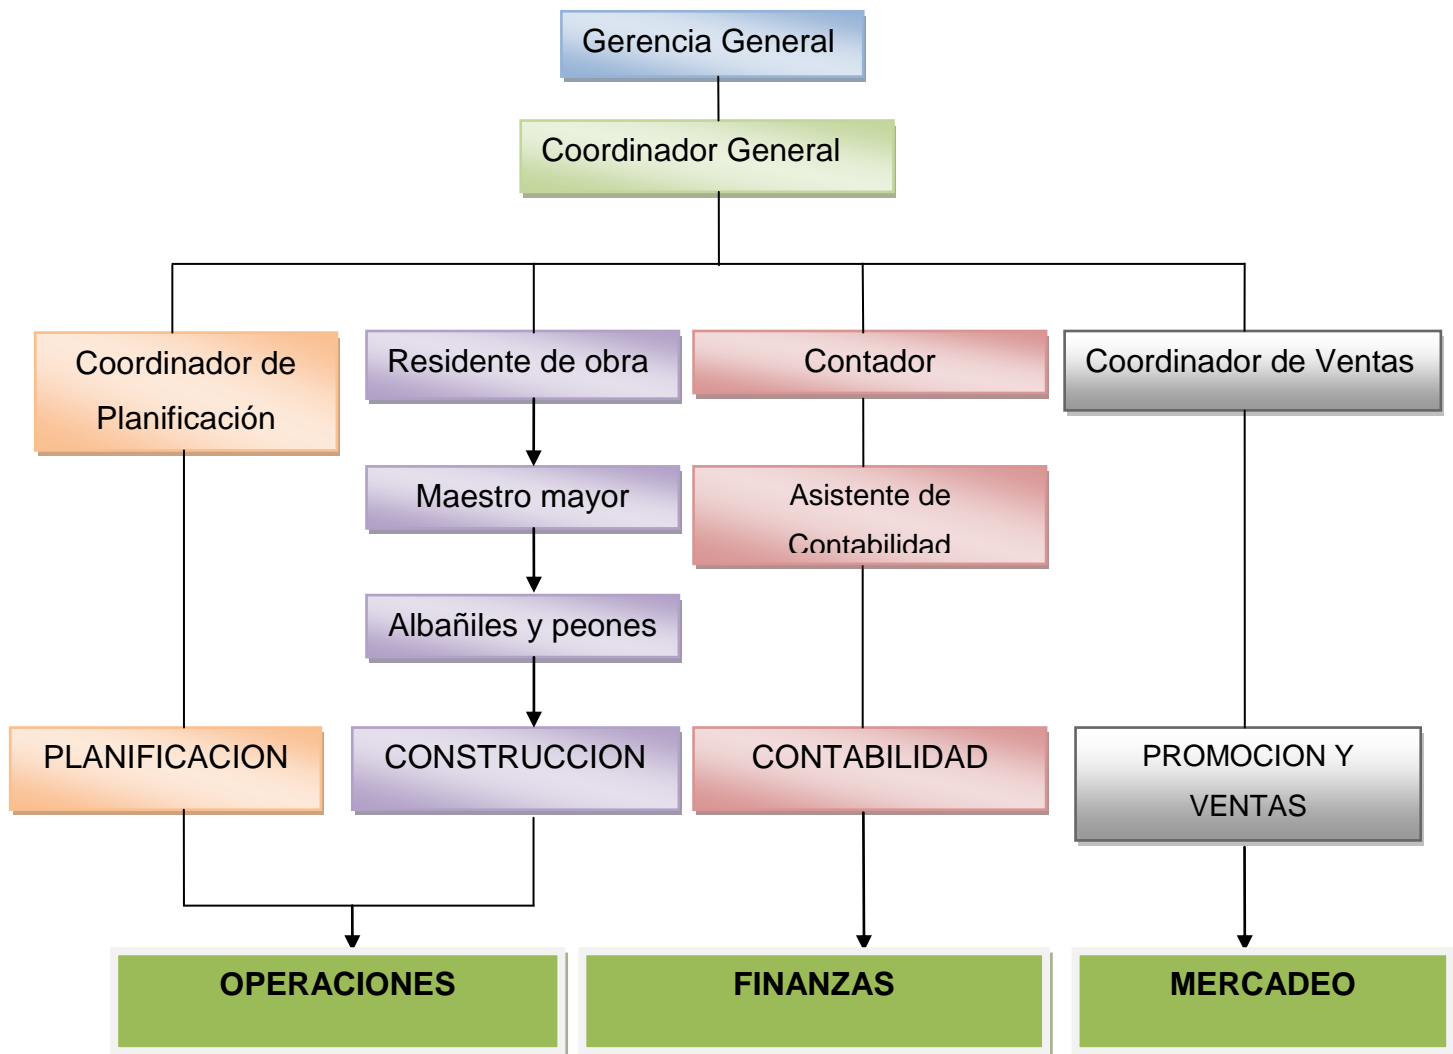 Gerencia General
Coordinador General
Coordinador de
Planificación
Residente de obra
Contador
Coordinador de Ventas
Maestro mayor
Asistente de
Contabilidad
Albañiles y peones
PLANIFICACION
CONSTRUCCION
CONTABILIDAD
PROMOCION Y
VENTAS
OPERACIONES
FINANZAS
MERCADEO